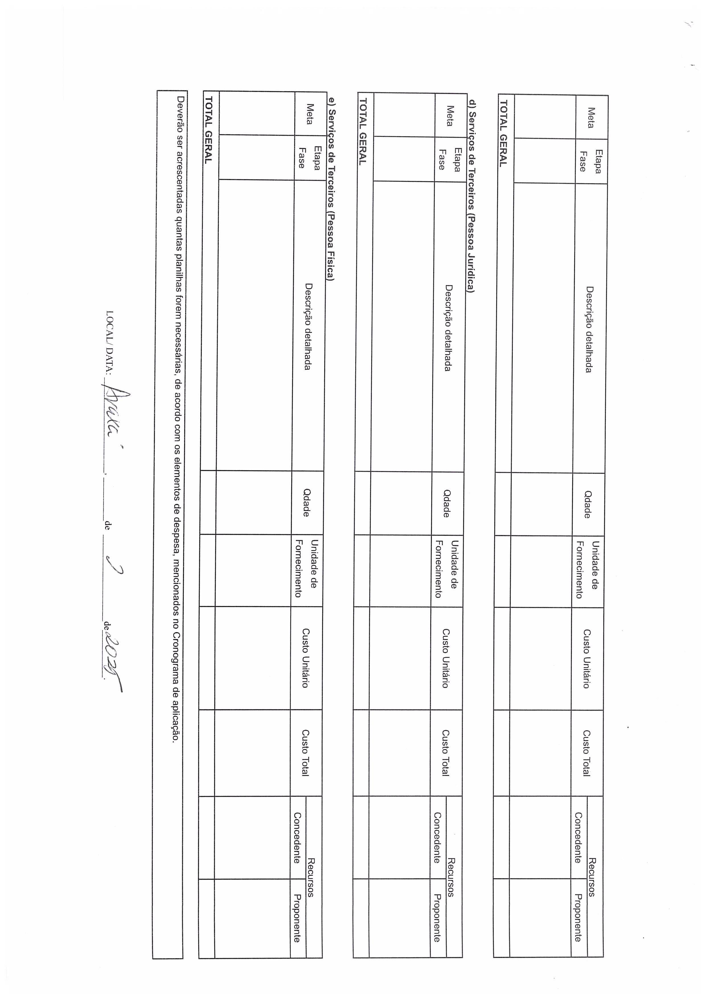 Meta
Etapa
Fase
Descrição detalhada
Qdade
Unidade de
Fornecimento
Custo Unitário
Custo Total
Recursos
Concedente
Proponente
TOTAL GERAL
d) Serviços de Terceiros (Pessoa Jurídica)
Meta
Etapa
Fase
Descrição detalhada
Qdade
Unidade de
Fornecimento
Custo Unitário
Custo Total
Recursos
Concedente
Proponente
TOTAL GERAL
e) Serviços de Terceiros (Pessoa Física)
Meta
Etapa
Fase
Descrição detalhada
Qdade
Unidade de
Fornecimento
Custo Unitário
Custo Total
Recursos
Concedente
Proponente
TOTAL GERAL
Deverão ser acrescentadas quantas planilhas forem necessárias, de acordo com os elementos de despesa, mencionados no Cronograma de aplicação.
LOCAL/ DATA: Araxá, ______ de ______ de 2025.